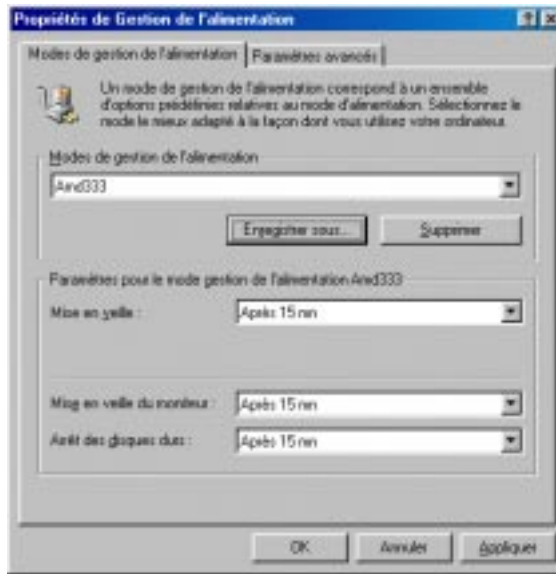 Propriétés de Gestion de l'alimentation
Modes de gestion de l'alimentation
Paramètres avancés
Un mode de gestion de l'alimentation correspond à un ensemble
d'options prédéfinies relatives au mode d'alimentation. Sélectionnez le
mode le mieux adapté à la façon dont vous utilisez votre ordinateur.
Modes de gestion de l'alimentation
Amd333
Enregistrer sous...
Supprimer
Paramètres pour le mode gestion de l'alimentation Amd333
Mise en veille :
Après 15 mn
Mise en veille du moniteur :
Après 15 mn
Arrêt des disques durs :
Après 15 mn
OK
Annuler
Appliquer